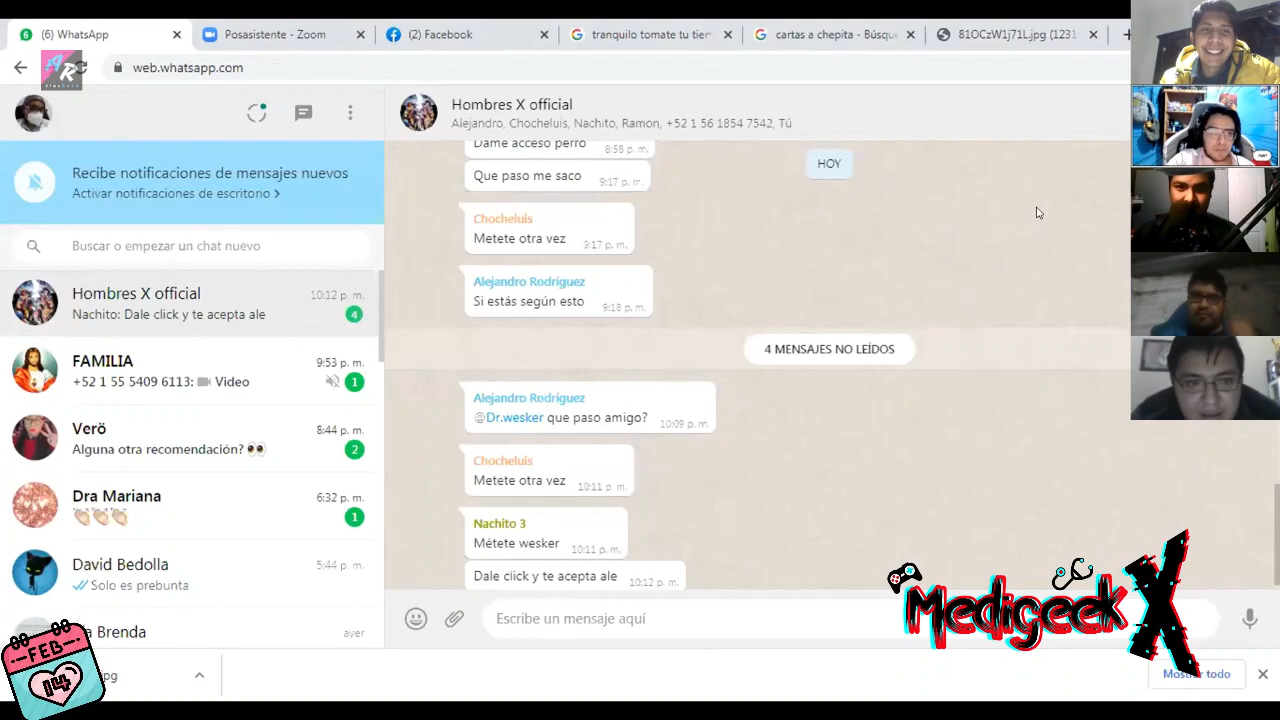 (6) WhatsApp
Posasistente - Zoom
(2) Facebook
tranquilo tomate tu tien
cartas a chepita - Búsqu
81OCzW1j71L.jpg (1231
web.whatsapp.com
Recibe notificaciones de mensajes nuevos
Activar notificaciones de escritorio >
Buscar o empezar un chat nuevo
Hombres X official
10:12 p. m.
Nachito: Dale click y te acepta ale
4
FAMILIA
9:53 p. m.
+52 1 55 5409 6113: Video
1
Verö
8:44 p. m.
Alguna otra recomendación? 👀
2
Dra Mariana
6:32 p. m.
👏🏻👏🏻👏🏻
1
David Bedolla
5:44 p. m.
Solo es prebunta
a Brenda
ayer
Hombres X official
Alejandro, Chocheluis, Nachito, Ramon, +52 1 56 1854 7542, Tú
HOY
Dame acceso perro
8:58 p. m.
Que paso me saco
9:17 p. m.
Chocheluis
Metete otra vez
9:17 p. m.
Alejandro Rodríguez
Si estás según esto
9:18 p. m.
4 MENSAJES NO LEÍDOS
Alejandro Rodríguez
@Dr.wesker que paso amigo?
10:09 p. m.
Chocheluis
Metete otra vez
10:11 p. m.
Nachito 3
Métete wesker
10:11 p. m.
Dale click y te acepta ale
10:12 p. m.
Escribe un mensaje aquí
Medigeek X
FEB
14
pg
Mostrar todo